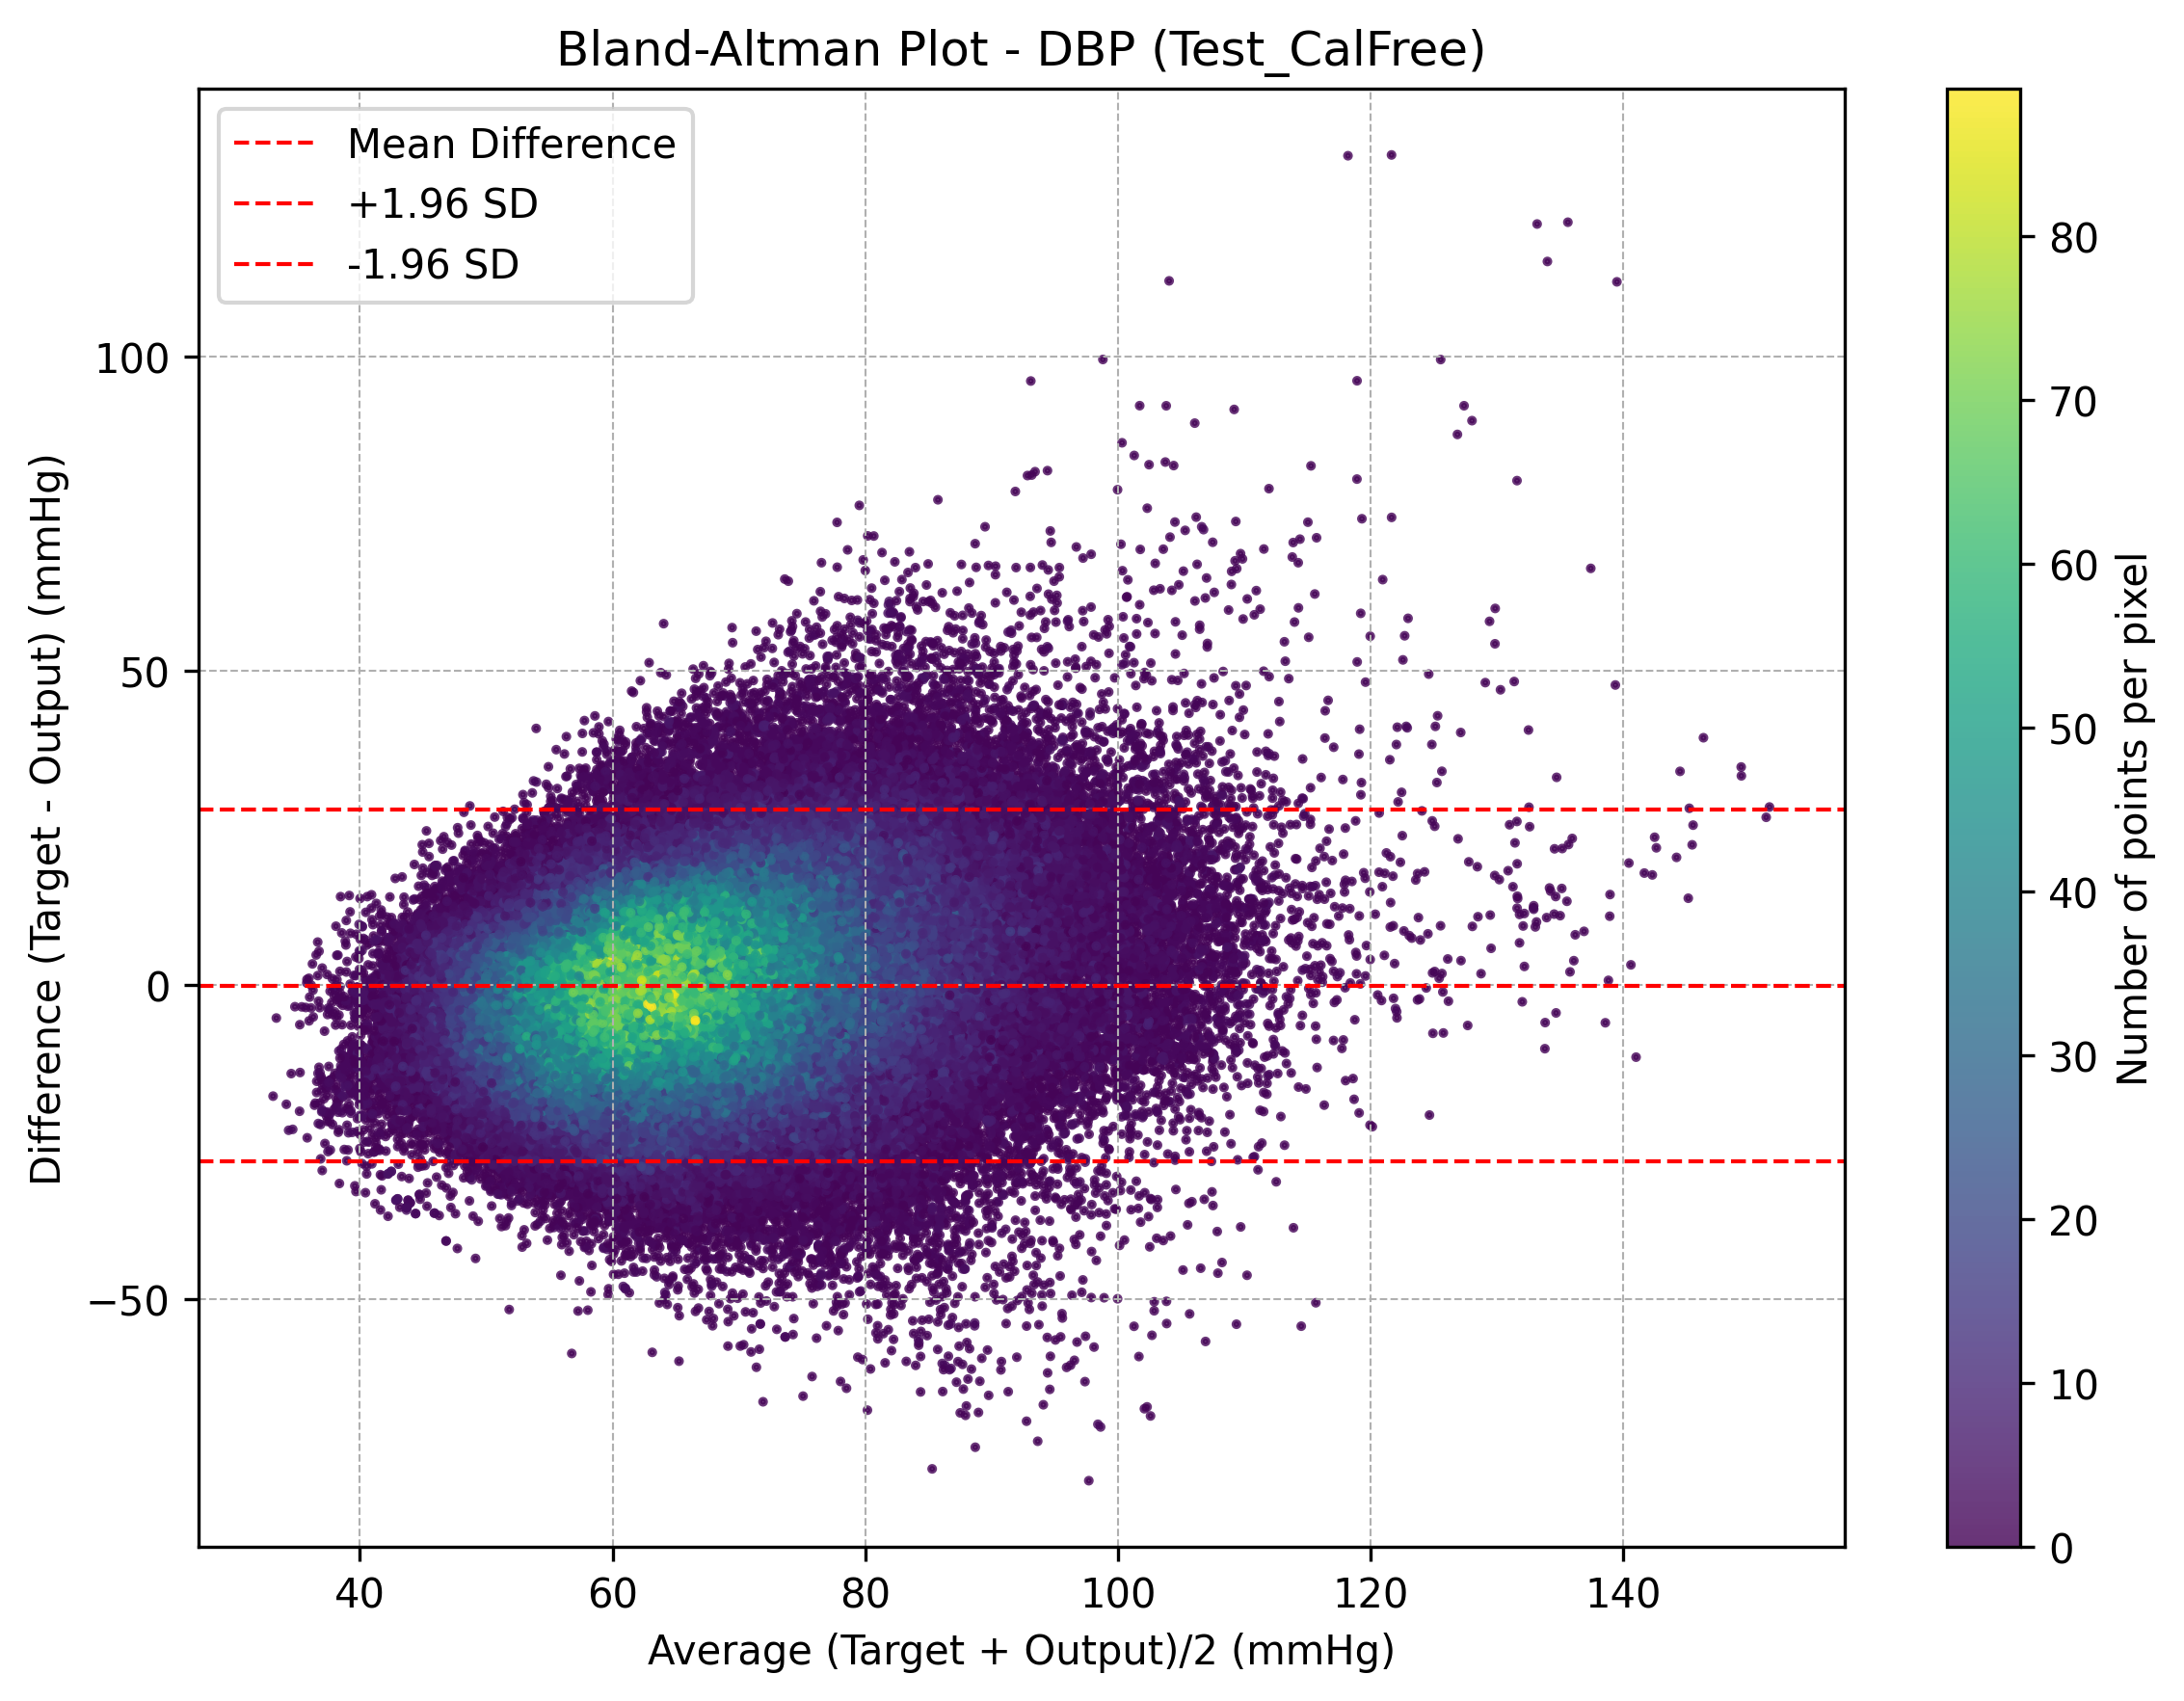 Bland-Altman Plot - DBP (Test_CalFree)
Mean Difference
+1.96 SD
-1.96 SD
Difference (Target - Output) (mmHg)
100
50
0
−50
40 60 80 100 120 140
Average (Target + Output)/2 (mmHg)
80
70
60
50
40
30
20
10
0
Number of points per pixel